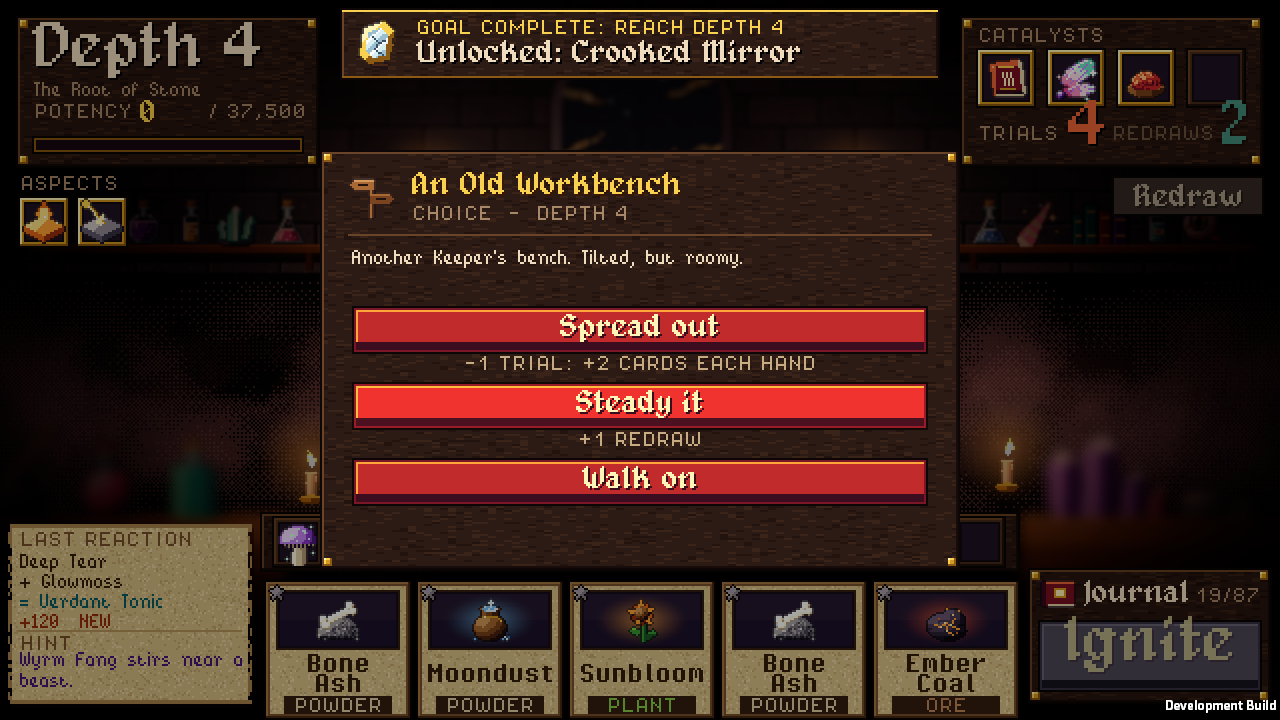 Depth 4
The Root of Stone
POTENCY 0 / 37,500
ASPECTS
GOAL COMPLETE: REACH DEPTH 4
Unlocked: Crooked Mirror
CATALYSTS
TRIALS 4 REDRAWS 2
Redraw
An Old Workbench
CHOICE - DEPTH 4
Another Keeper's bench. Tilted, but roomy.
Spread out
-1 TRIAL: +2 CARDS EACH HAND
Steady it
+1 REDRAW
Walk on
LAST REACTION
Deep Tear
+ Glowmoss
= Verdant Tonic
+120 NEW
HINT
Wyrm Fang stirs near a
beast.
Bone
Ash
POWDER
Moondust
POWDER
Sunbloom
PLANT
Bone
Ash
POWDER
Ember
Coal
ORE
Journal 19/87
Ignite
Development Build